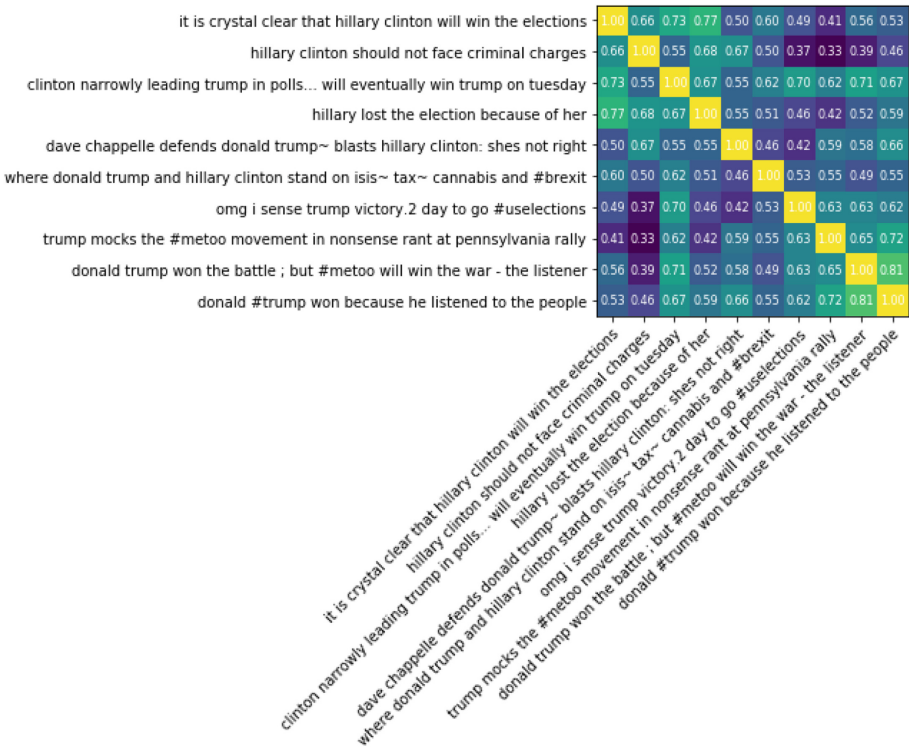 it is crystal clear that hillary clinton will win the elections 1.00 0.66 0.73 0.77 0.50 0.60 0.49 0.41 0.56 0.53
hillary clinton should not face criminal charges 0.66 1.00 0.55 0.68 0.67 0.50 0.37 0.33 0.39 0.46
clinton narrowly leading trump in polls... will eventually win trump on tuesday 0.73 0.55 1.00 0.67 0.55 0.62 0.70 0.62 0.71 0.67
hillary lost the election because of her 0.77 0.68 0.67 1.00 0.55 0.51 0.46 0.42 0.52 0.59
dave chappelle defends donald trump~ blasts hillary clinton: shes not right 0.50 0.67 0.55 0.55 1.00 0.46 0.42 0.59 0.58 0.66
where donald trump and hillary clinton stand on isis~ tax~ cannabis and #brexit 0.60 0.50 0.62 0.51 0.46 1.00 0.53 0.55 0.49 0.55
omg i sense trump victory.2 day to go #uselections 0.49 0.37 0.70 0.46 0.42 0.53 1.00 0.63 0.63 0.62
trump mocks the #metoo movement in nonsense rant at pennsylvania rally 0.41 0.33 0.62 0.42 0.59 0.55 0.63 1.00 0.65 0.72
donald trump won the battle ; but #metoo will win the war - the listener 0.56 0.39 0.71 0.52 0.58 0.49 0.63 0.65 1.00 0.81
donald #trump won because he listened to the people 0.53 0.46 0.67 0.59 0.66 0.55 0.62 0.72 0.81 1.00
it is crystal clear that hillary clinton will win the elections
hillary clinton should not face criminal charges
clinton narrowly leading trump in polls... will eventually win trump on tuesday
hillary lost the election because of her
dave chappelle defends donald trump~ blasts hillary clinton: shes not right
where donald trump and hillary clinton stand on isis~ tax~ cannabis and #brexit
omg i sense trump victory.2 day to go #uselections
trump mocks the #metoo movement in nonsense rant at pennsylvania rally
donald trump won the battle ; but #metoo will win the war - the listener
donald #trump won because he listened to the people